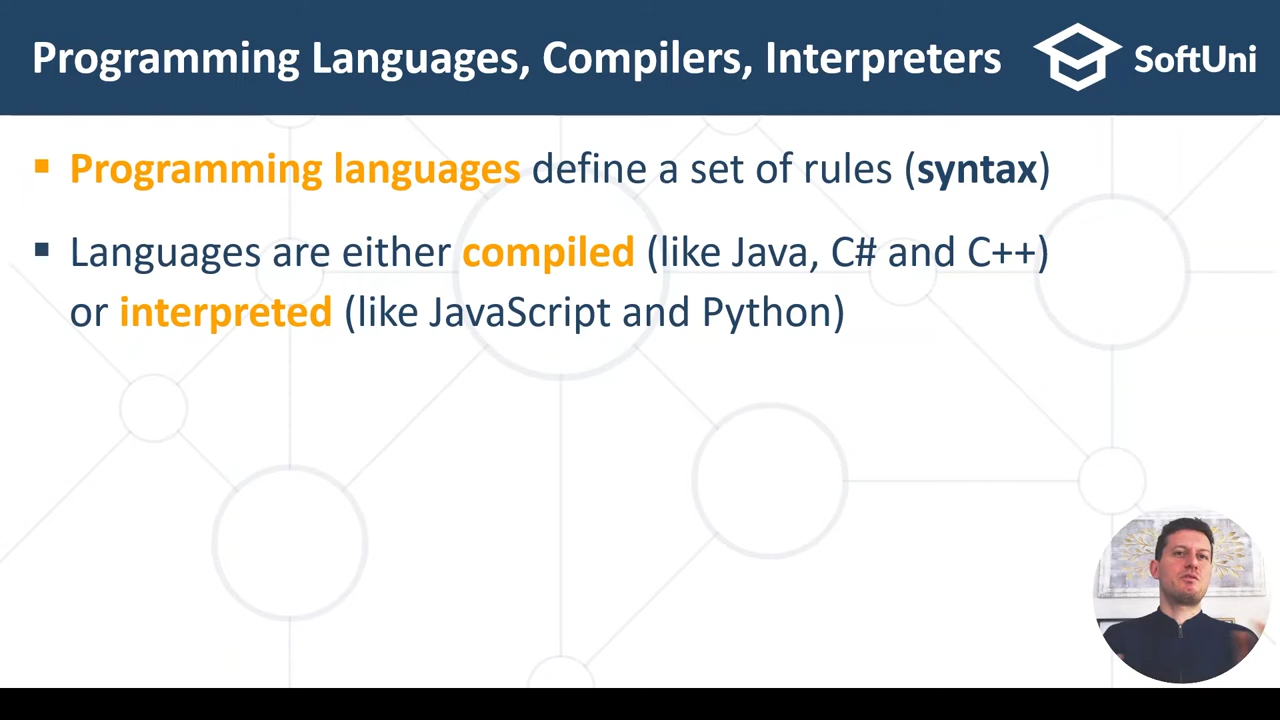 Programming Languages, Compilers, Interpreters
SoftUni
Programming languages define a set of rules (syntax)
Languages are either compiled (like Java, C# and C++)
or interpreted (like JavaScript and Python)